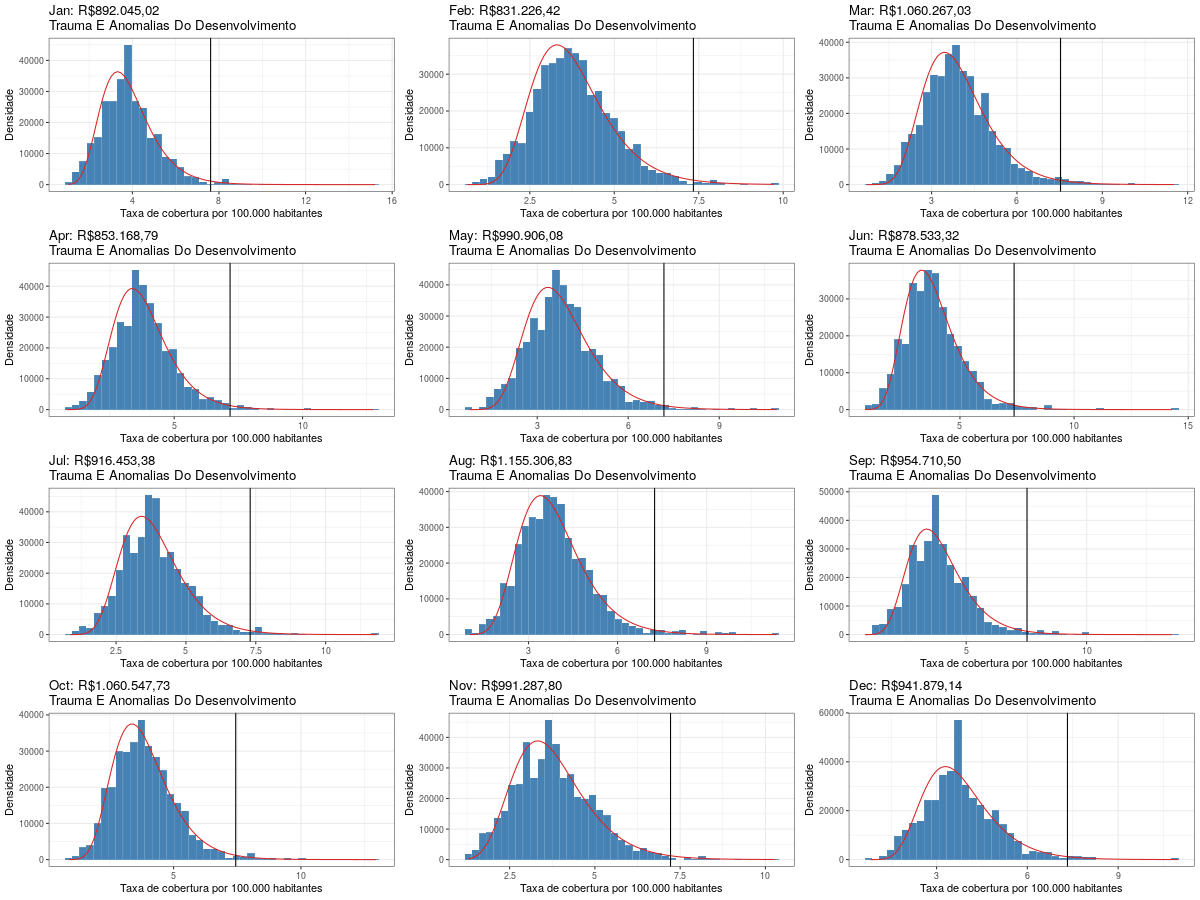 Jan: R$892.045,02
Trauma E Anomalias Do Desenvolvimento
Densidade
40000
30000
20000
10000
0
4
8
12
16
Taxa de cobertura por 100.000 habitantes
Feb: R$831.226,42
Trauma E Anomalias Do Desenvolvimento
Densidade
30000
20000
10000
0
2.5
5
7.5
10
Taxa de cobertura por 100.000 habitantes
Mar: R$1.060.267,03
Trauma E Anomalias Do Desenvolvimento
Densidade
40000
30000
20000
10000
0
3
6
9
12
Taxa de cobertura por 100.000 habitantes
Apr: R$853.168,79
Trauma E Anomalias Do Desenvolvimento
Densidade
40000
30000
20000
10000
0
5
10
Taxa de cobertura por 100.000 habitantes
May: R$990.906,08
Trauma E Anomalias Do Desenvolvimento
Densidade
40000
30000
20000
10000
0
3
6
9
Taxa de cobertura por 100.000 habitantes
Jun: R$878.533,32
Trauma E Anomalias Do Desenvolvimento
Densidade
30000
20000
10000
0
5
10
15
Taxa de cobertura por 100.000 habitantes
Jul: R$916.453,38
Trauma E Anomalias Do Desenvolvimento
Densidade
40000
30000
20000
10000
0
2.5
5
7.5
10
Taxa de cobertura por 100.000 habitantes
Aug: R$1.155.306,83
Trauma E Anomalias Do Desenvolvimento
Densidade
40000
30000
20000
10000
0
3
6
9
Taxa de cobertura por 100.000 habitantes
Sep: R$954.710,50
Trauma E Anomalias Do Desenvolvimento
Densidade
50000
40000
30000
20000
10000
0
5
10
Taxa de cobertura por 100.000 habitantes
Oct: R$1.060.547,73
Trauma E Anomalias Do Desenvolvimento
Densidade
40000
30000
20000
10000
0
5
10
Taxa de cobertura por 100.000 habitantes
Nov: R$991.287,80
Trauma E Anomalias Do Desenvolvimento
Densidade
40000
30000
20000
10000
0
2.5
5
7.5
10
Taxa de cobertura por 100.000 habitantes
Dec: R$941.879,14
Trauma E Anomalias Do Desenvolvimento
Densidade
60000
40000
20000
0
3
6
9
Taxa de cobertura por 100.000 habitantes